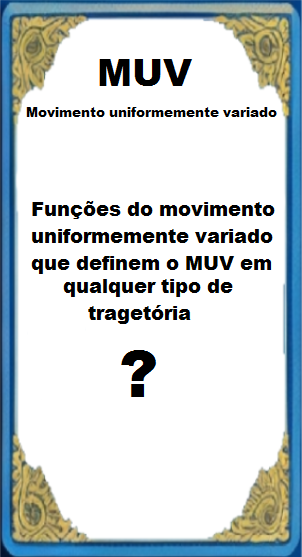 MUV
Movimento uniformemente variado
Funções do movimento
uniformemente variado
que definem o MUV em
qualquer tipo de
tragetória
?